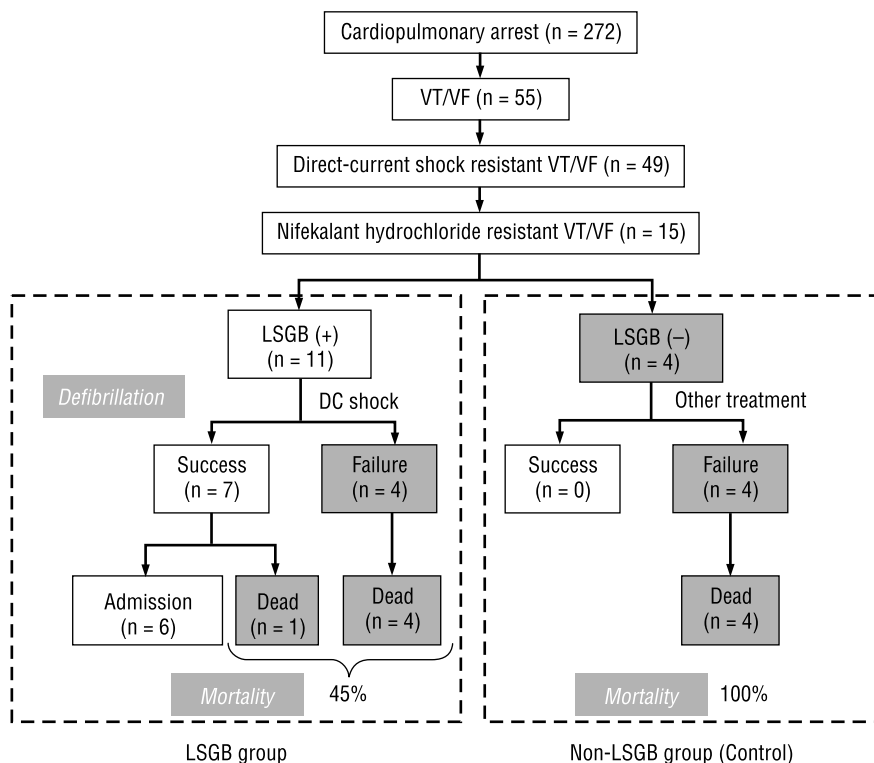 Cardiopulmonary arrest (n = 272)
VT/VF (n = 55)
Direct-current shock resistant VT/VF (n = 49)
Nifekalant hydrochloride resistant VT/VF (n = 15)
LSGB (+)
(n = 11)
Defibrillation
DC shock
Success
(n = 7)
Failure
(n = 4)
Admission
(n = 6)
Dead
(n = 1)
Dead
(n = 4)
Mortality
45%
LSGB group
LSGB (–)
(n = 4)
Other treatment
Success
(n = 0)
Failure
(n = 4)
Dead
(n = 4)
Mortality
100%
Non-LSGB group (Control)